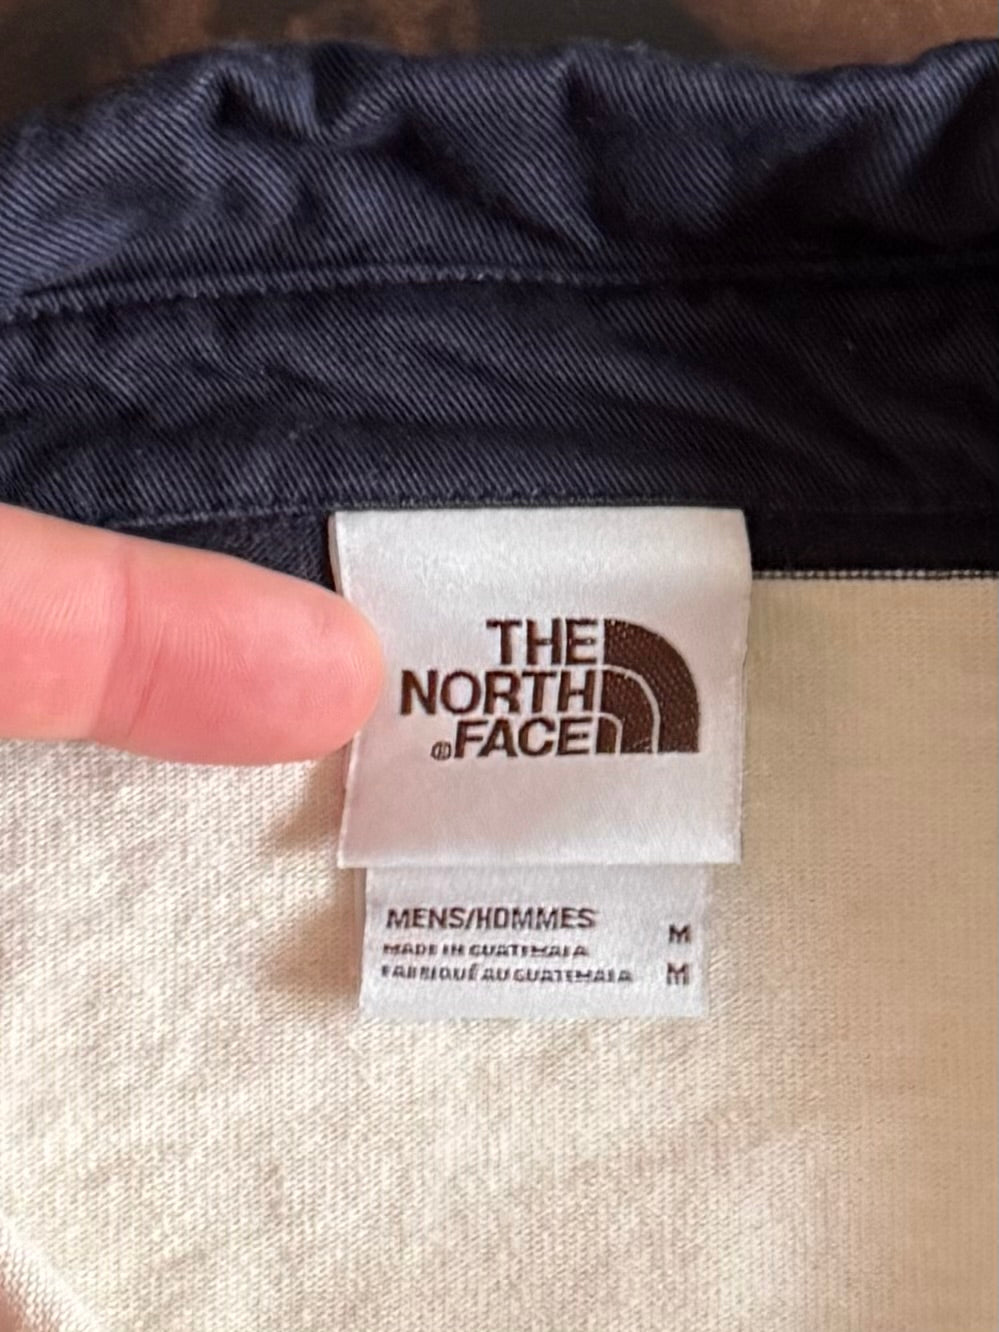 THE
NORTH
®FACE
MENS/HOMMES M
MADE IN GUATEMALA
FABRIQUÉ AU GUATEMALA M